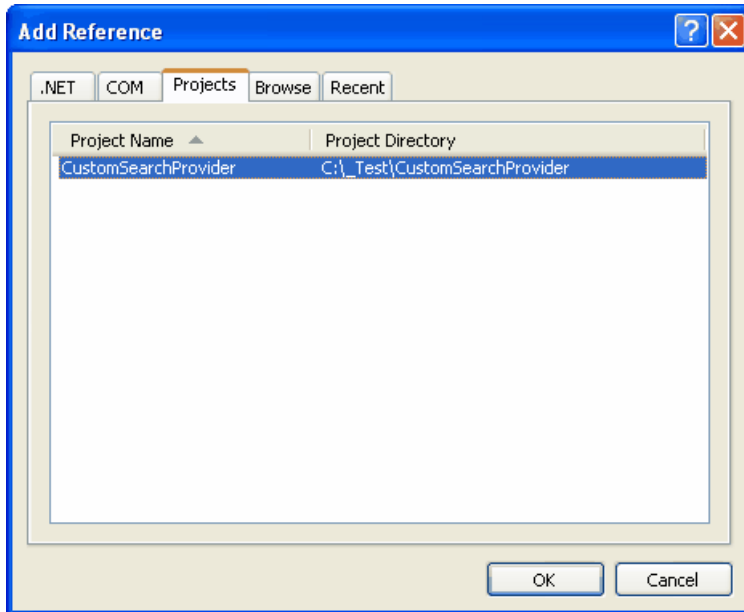 Add Reference
.NET COM Projects Browse Recent
Project Name Project Directory
CustomSearchProvider C:\_Test\CustomSearchProvider
OK Cancel